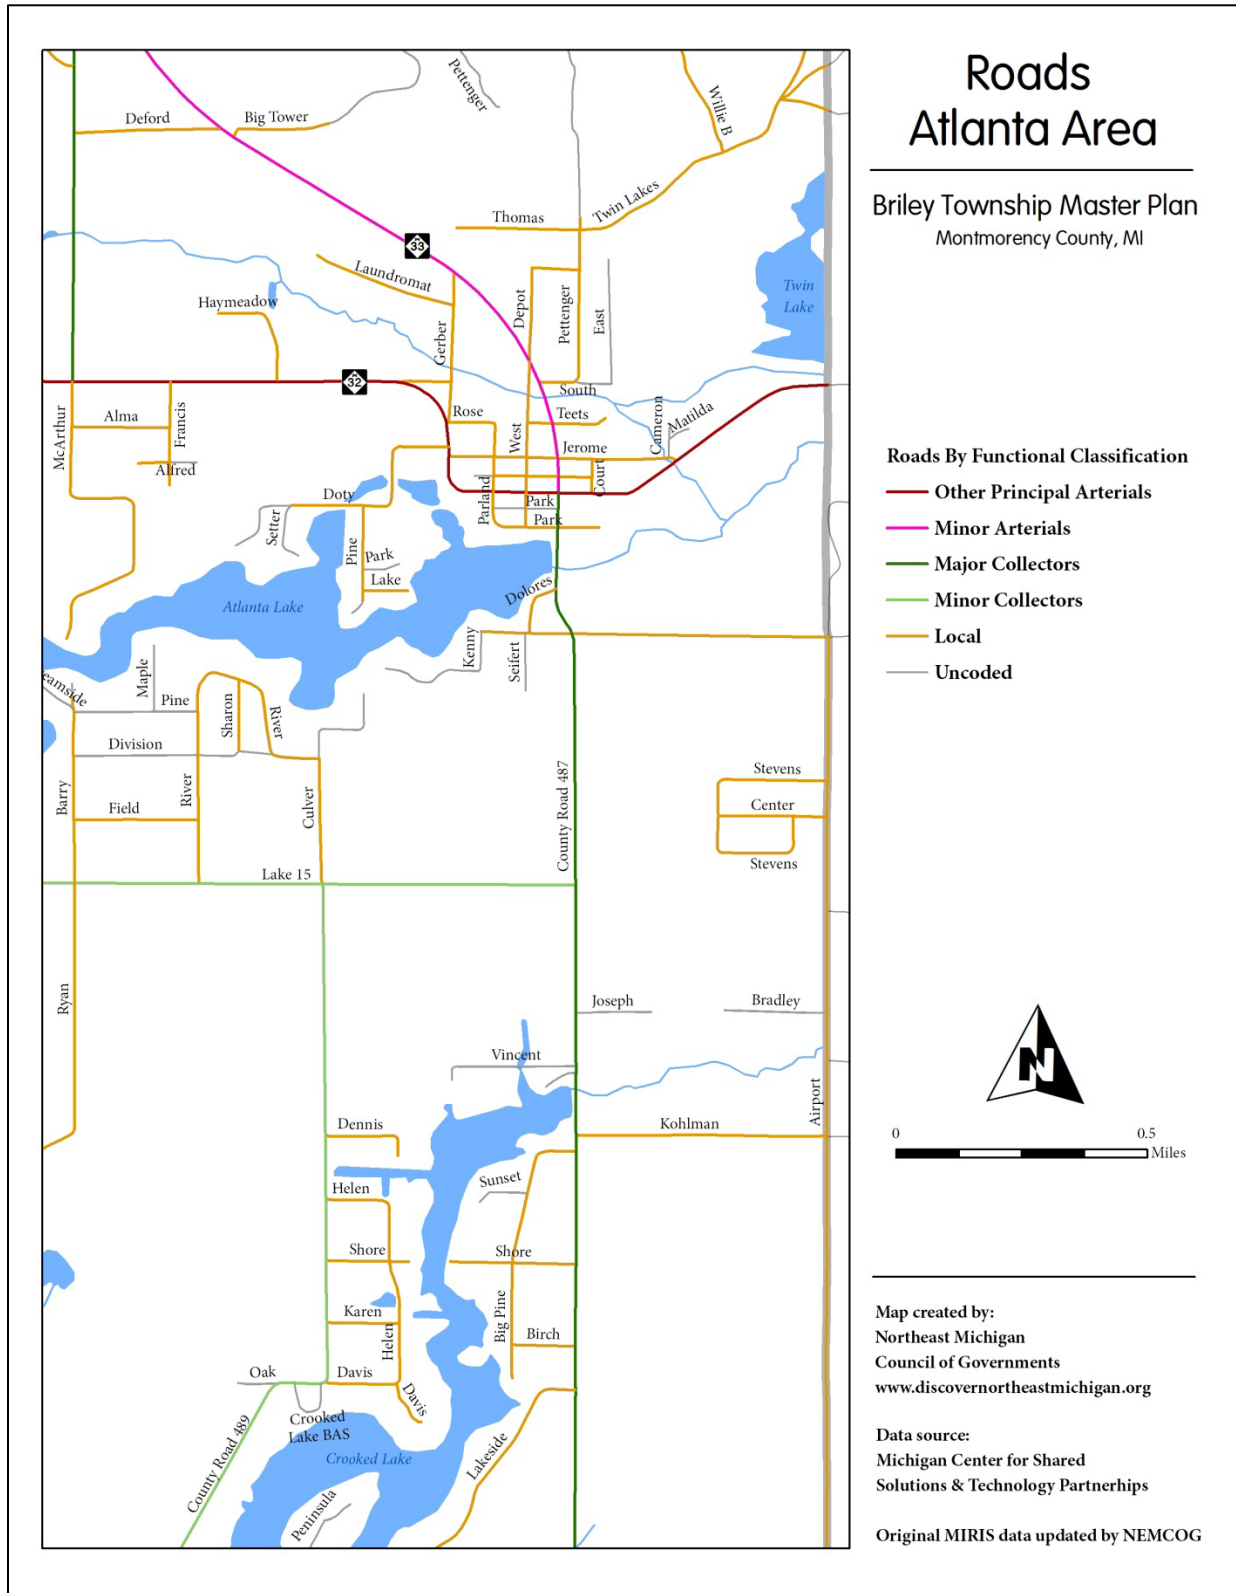 Roads
Atlanta Area
Briley Township Master Plan
Montmorency County, MI
Pettenger
Willie B
Deford
Big Tower
Twin Lakes
Thomas
M
33
Laundromat
Twin
Lake
Haymeadow
Depot
Pettenger
East
Gerber
M
32
South
McArthur
Alma
Francis
Rose
West
Teets
Cameron
Matilda
Jerome
Alfred
Court
Parland
Doty
Setter
Park
Park
Pine
Park
Lake
Dolores
Atlanta Lake
Kenny
Seifert
eamside
Maple
Pine
Sharon
River
Division
Barry
River
Field
Culver
County Road 487
Stevens
Center
Stevens
Lake 15
Ryan
Joseph
Bradley
Vincent
Airport
Dennis
Kohlman
Helen
Sunset
Shore
Shore
Karen
Helen
Big Pine
Birch
Oak
Davis
Davis
Crooked
Lake BAS
County Road 489
Crooked Lake
Lakeside
Peninsula
Roads By Functional Classification
Other Principal Arterials
Minor Arterials
Major Collectors
Minor Collectors
Local
Uncoded
N
0 0.5
Miles
Map created by:
Northeast Michigan
Council of Governments
www.discovernortheastmichigan.org
Data source:
Michigan Center for Shared
Solutions & Technology Partnerhips
Original MIRIS data updated by NEMCOG